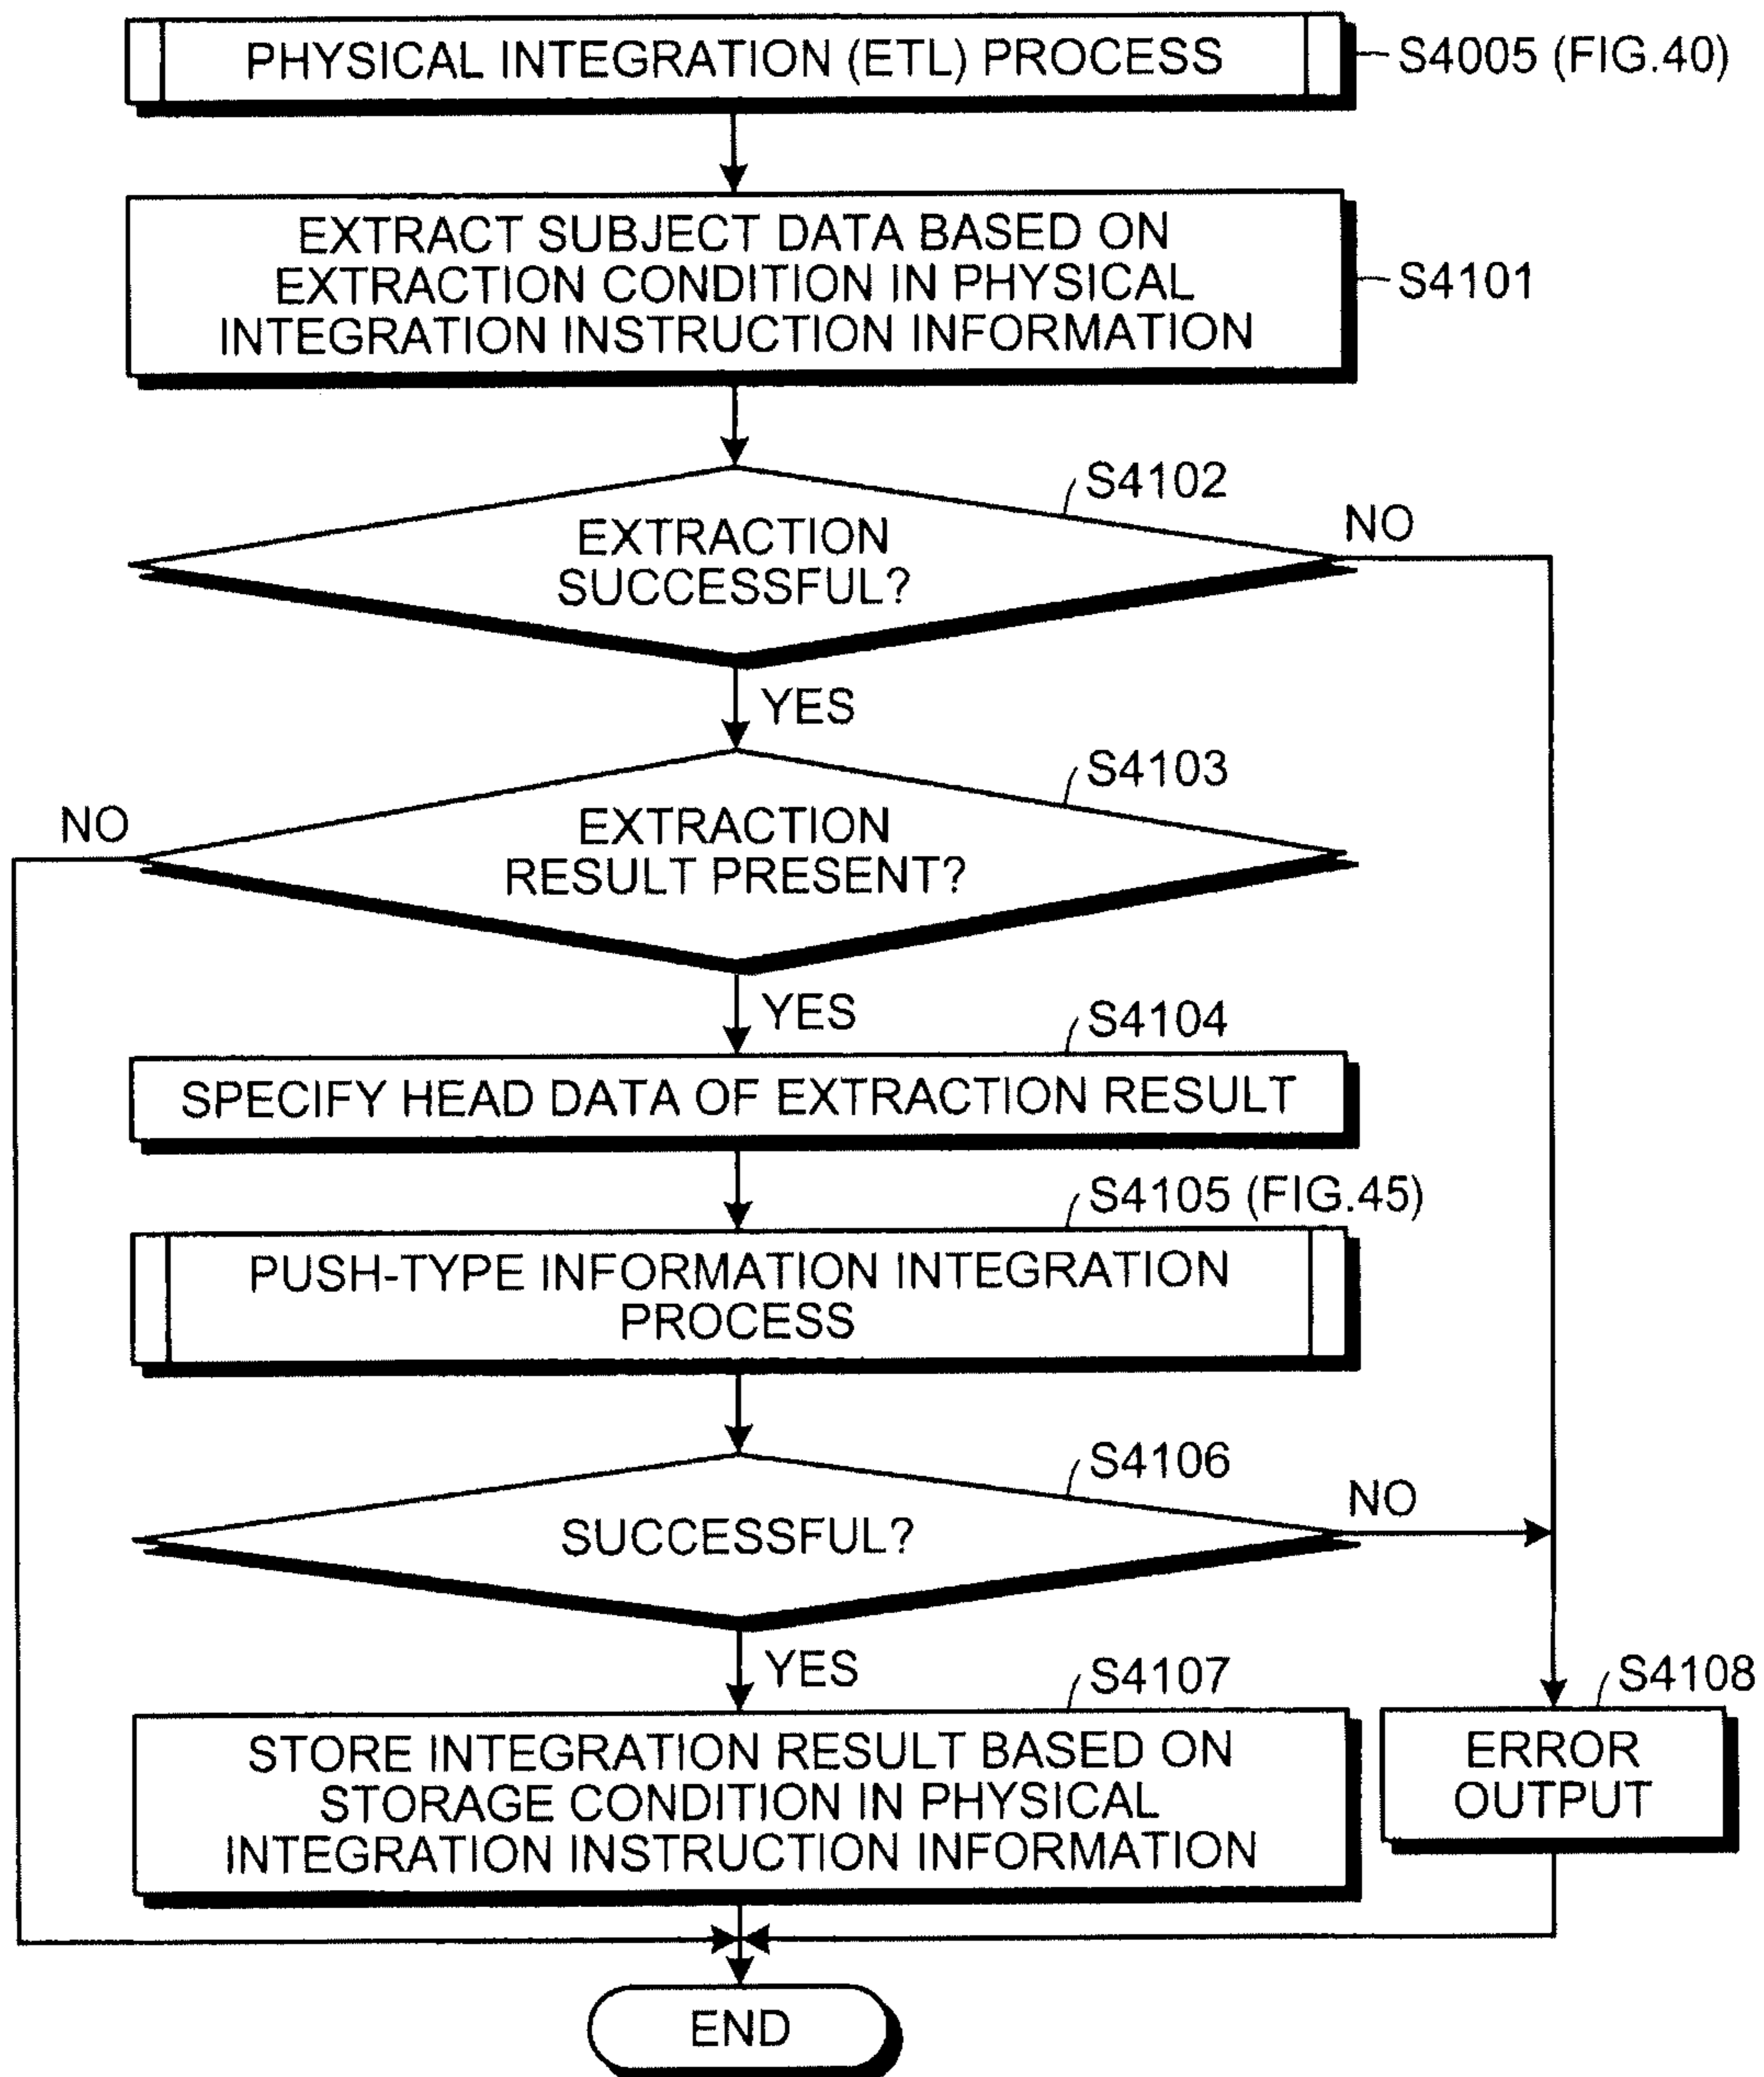 PHYSICAL INTEGRATION (ETL) PROCESS
S4005 (FIG.40)
EXTRACT SUBJECT DATA BASED ON
EXTRACTION CONDITION IN PHYSICAL
INTEGRATION INSTRUCTION INFORMATION
S4101
S4102
NO
EXTRACTION
SUCCESSFUL?
YES
S4103
NO
EXTRACTION
RESULT PRESENT?
YES
S4104
SPECIFY HEAD DATA OF EXTRACTION RESULT
S4105 (FIG.45)
PUSH-TYPE INFORMATION INTEGRATION
PROCESS
S4106
NO
SUCCESSFUL?
YES
S4107
S4108
STORE INTEGRATION RESULT BASED ON
STORAGE CONDITION IN PHYSICAL
INTEGRATION INSTRUCTION INFORMATION
ERROR
OUTPUT
END